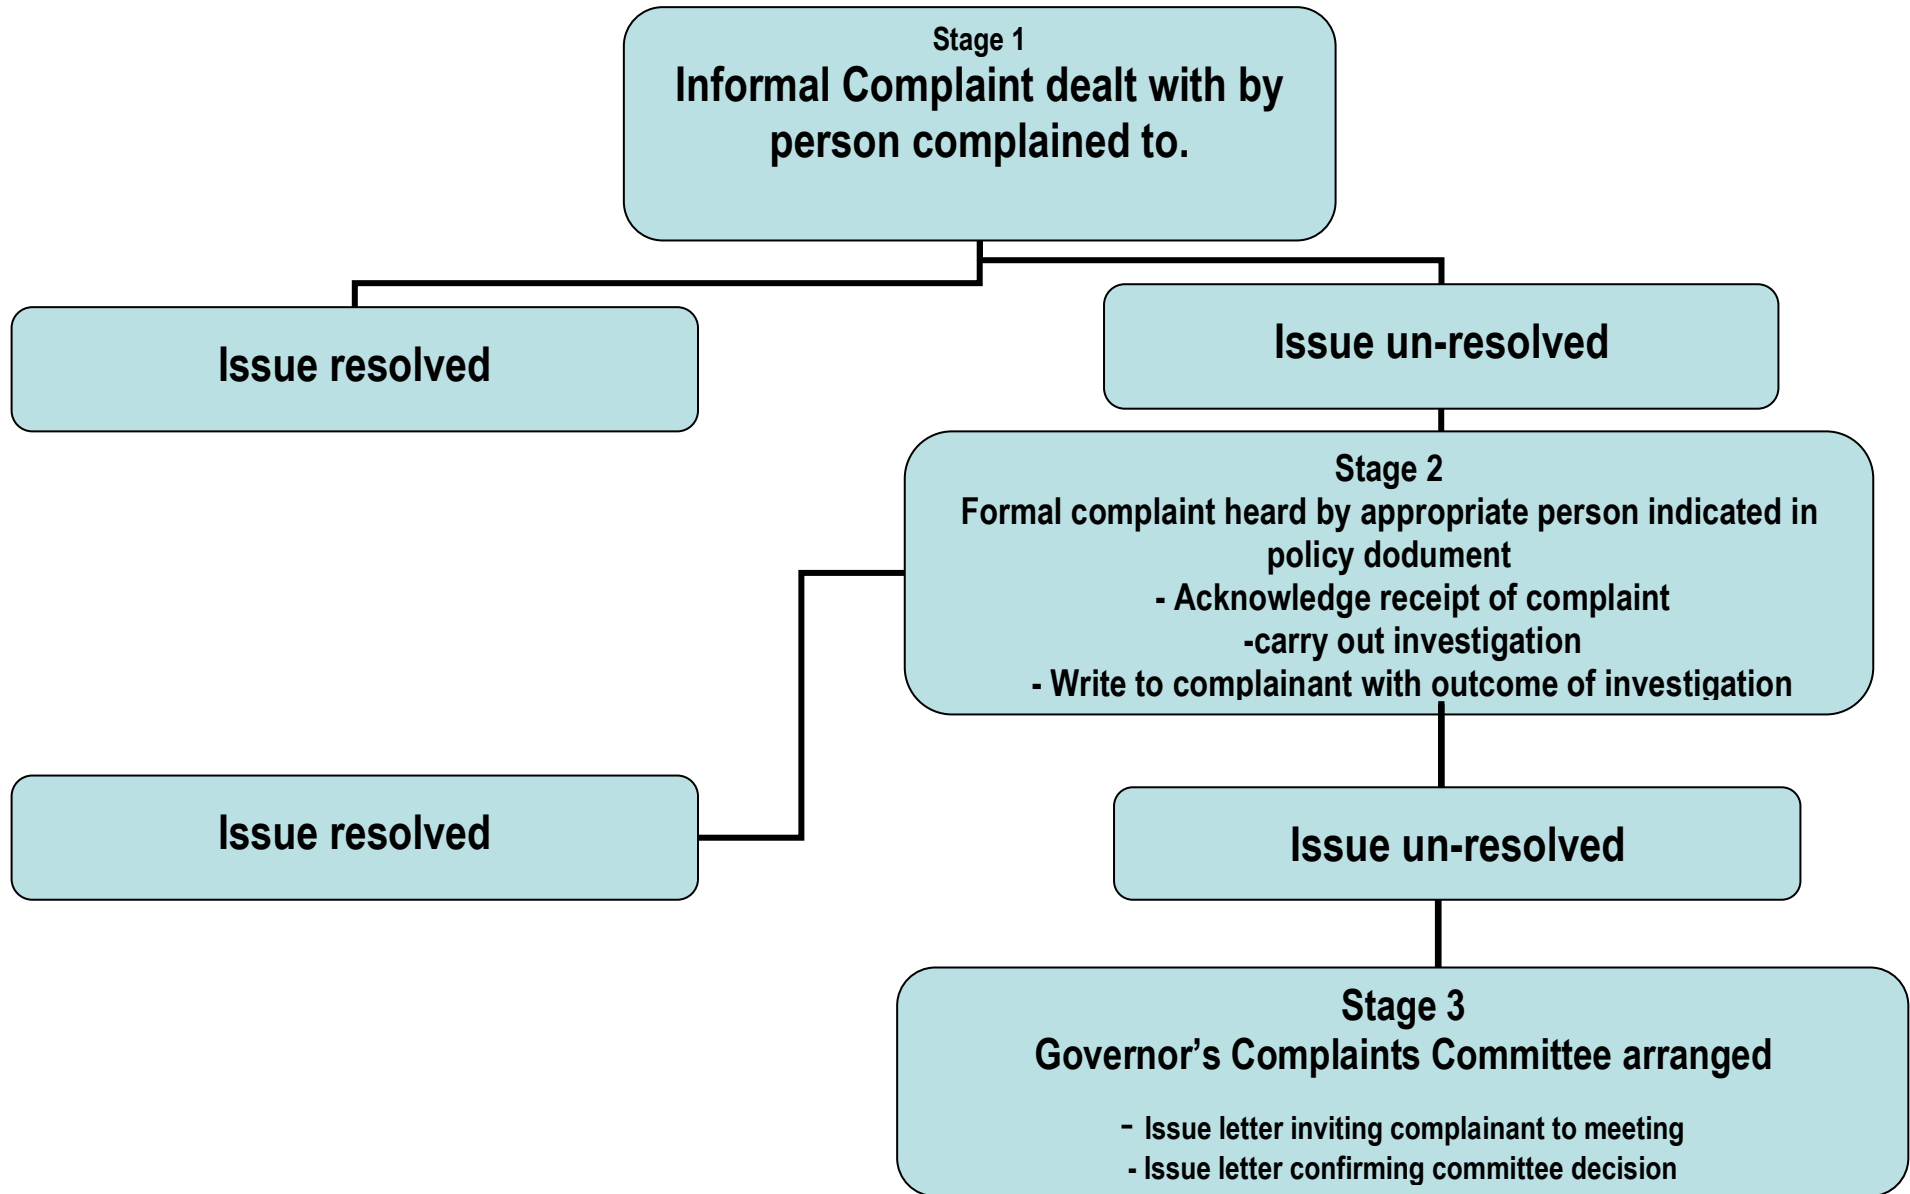 Stage 1
Informal Complaint dealt with by
person complained to.
Issue resolved
Issue un-resolved
Stage 2
Formal complaint heard by appropriate person indicated in
policy dodument
- Acknowledge receipt of complaint
-carry out investigation
- Write to complainant with outcome of investigation
Issue resolved
Issue un-resolved
Stage 3
Governor’s Complaints Committee arranged
- Issue letter inviting complainant to meeting
- Issue letter confirming committee decision